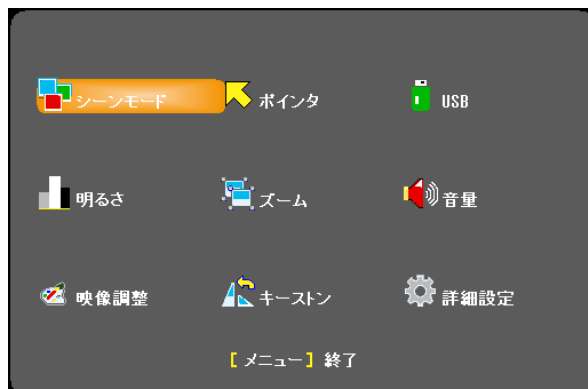 シーンモード ポインタ USB
明るさ ズーム 音量
映像調整 キーストン 詳細設定
[メニュー] 終了